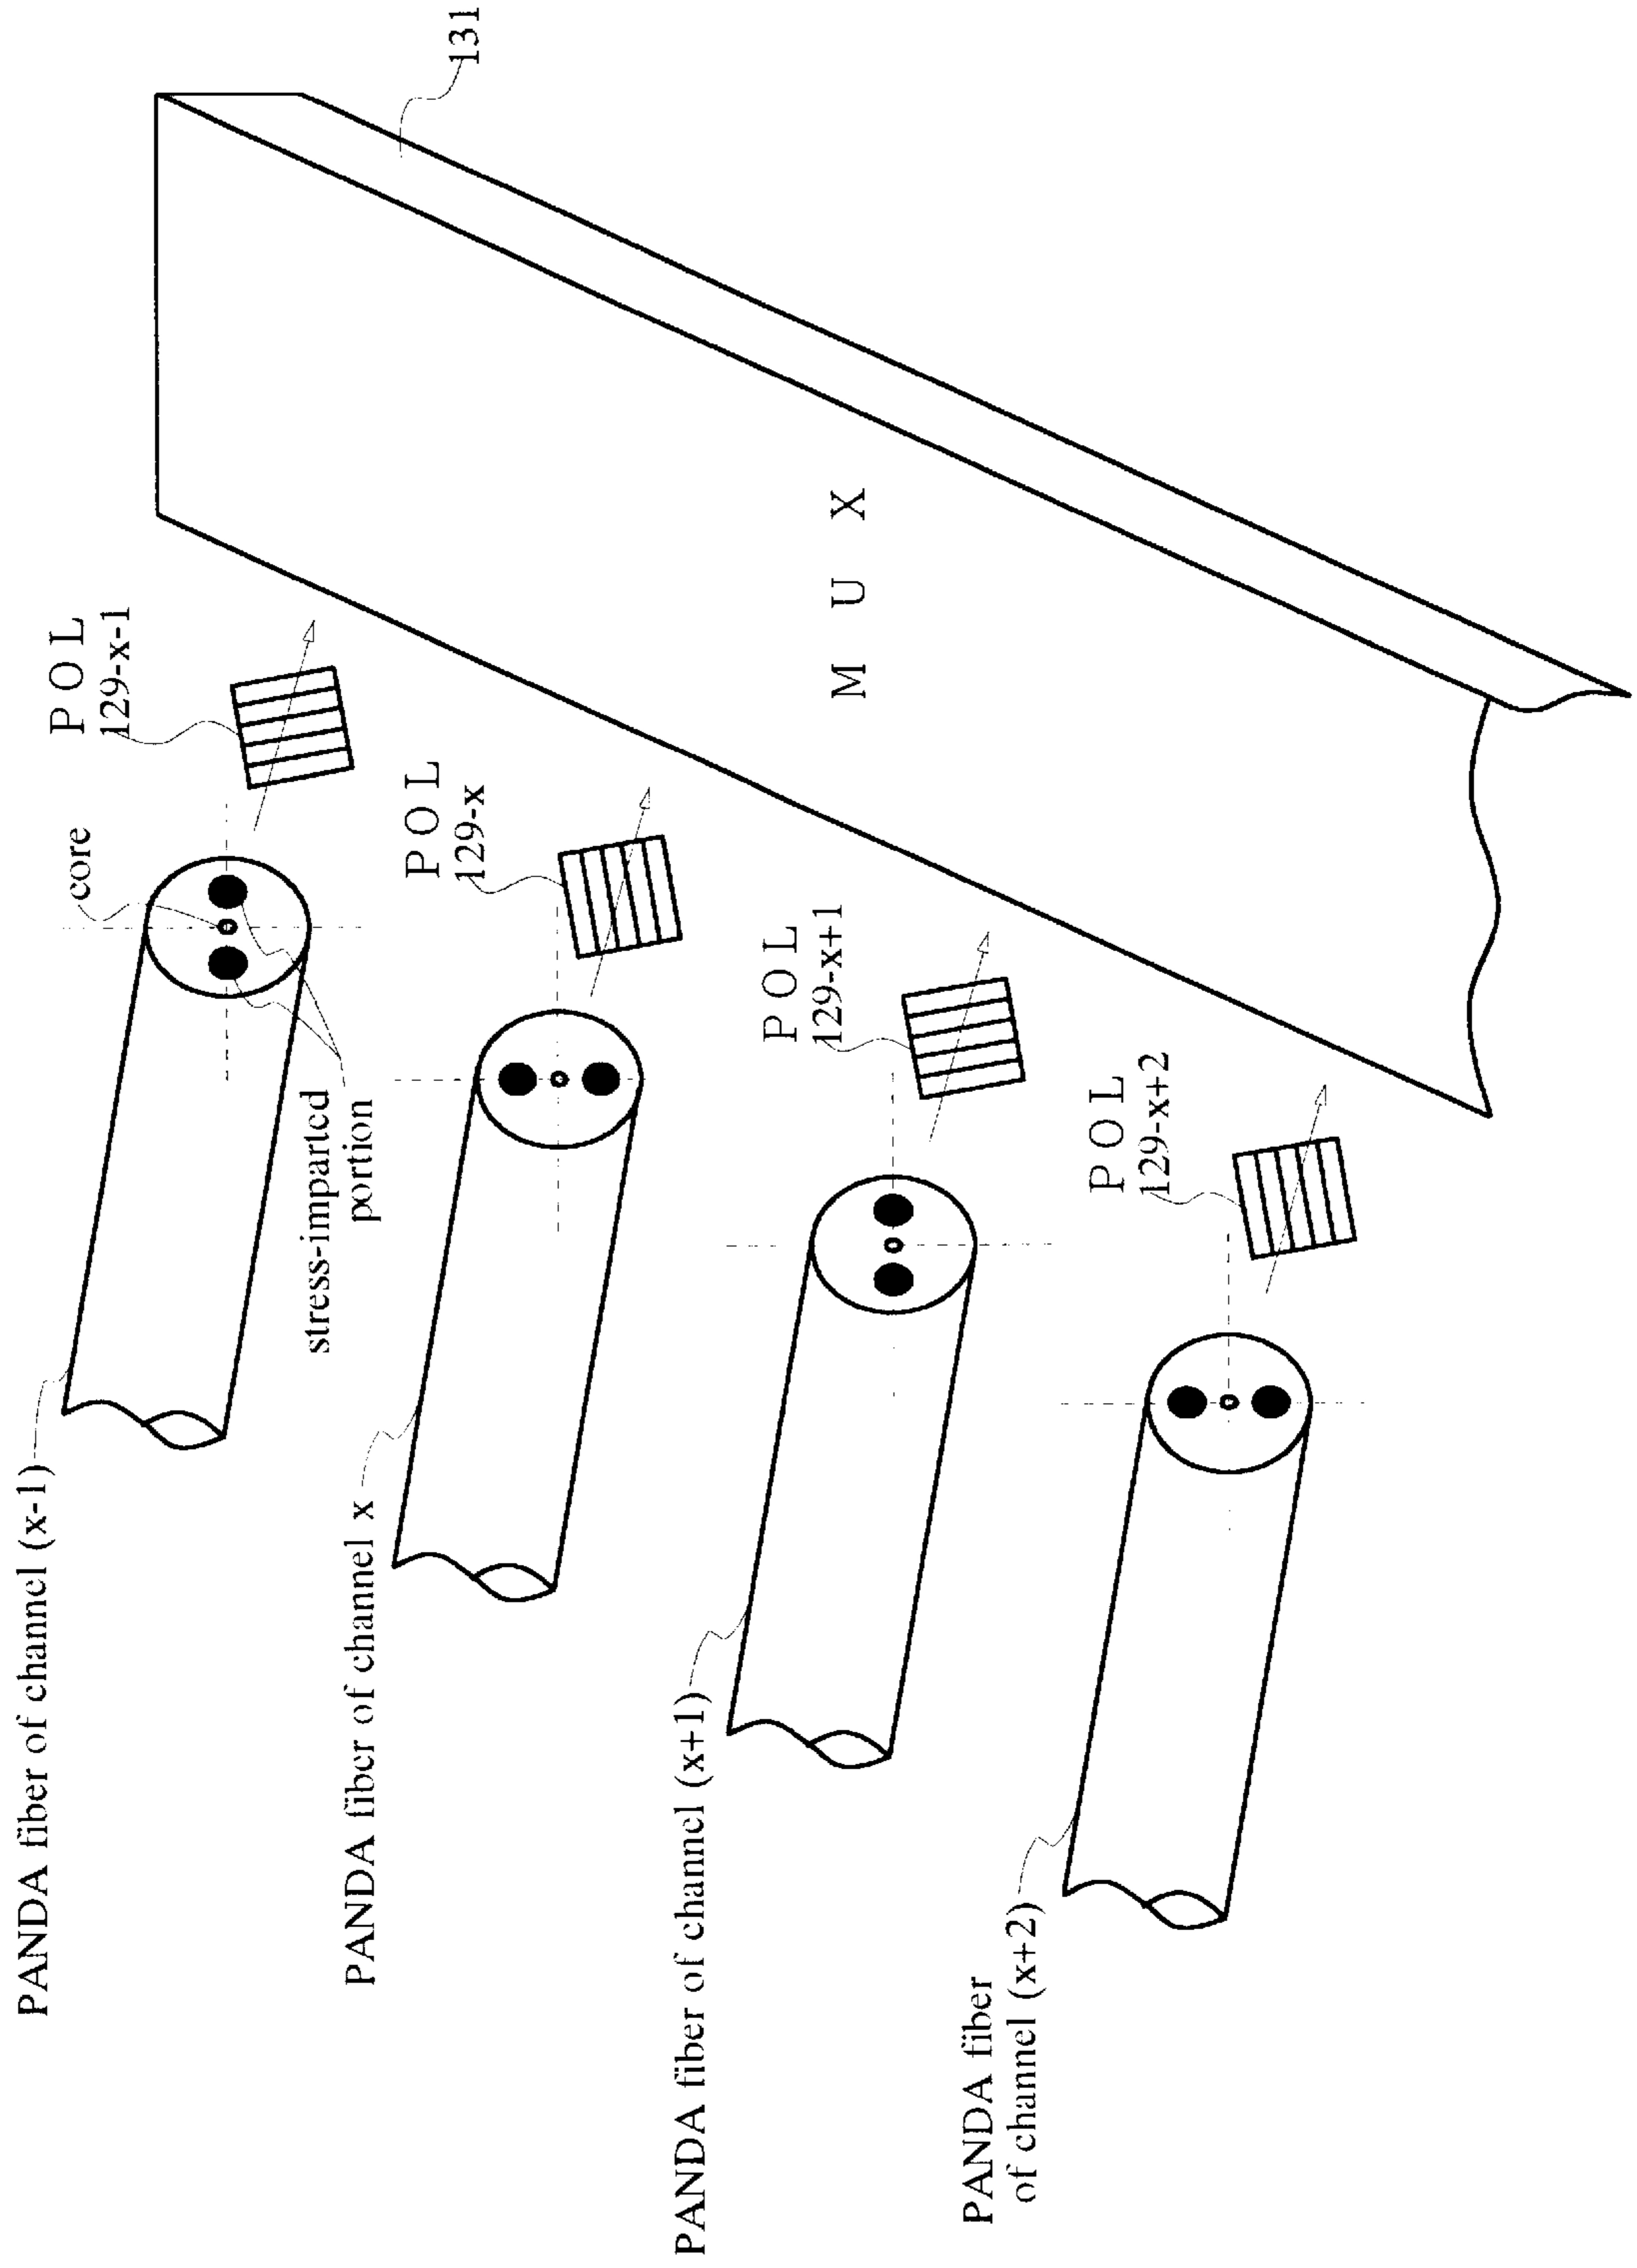 PANDA fiber of channel (x-1)
core
P O L
129-x-1
131
stress-imparted
portion
PANDA fiber of channel x
P O L
129-x
PANDA fiber of channel (x+1)
P O L
129-x+1
M U X
PANDA fiber
of channel (x+2)
P O L
129-x+2